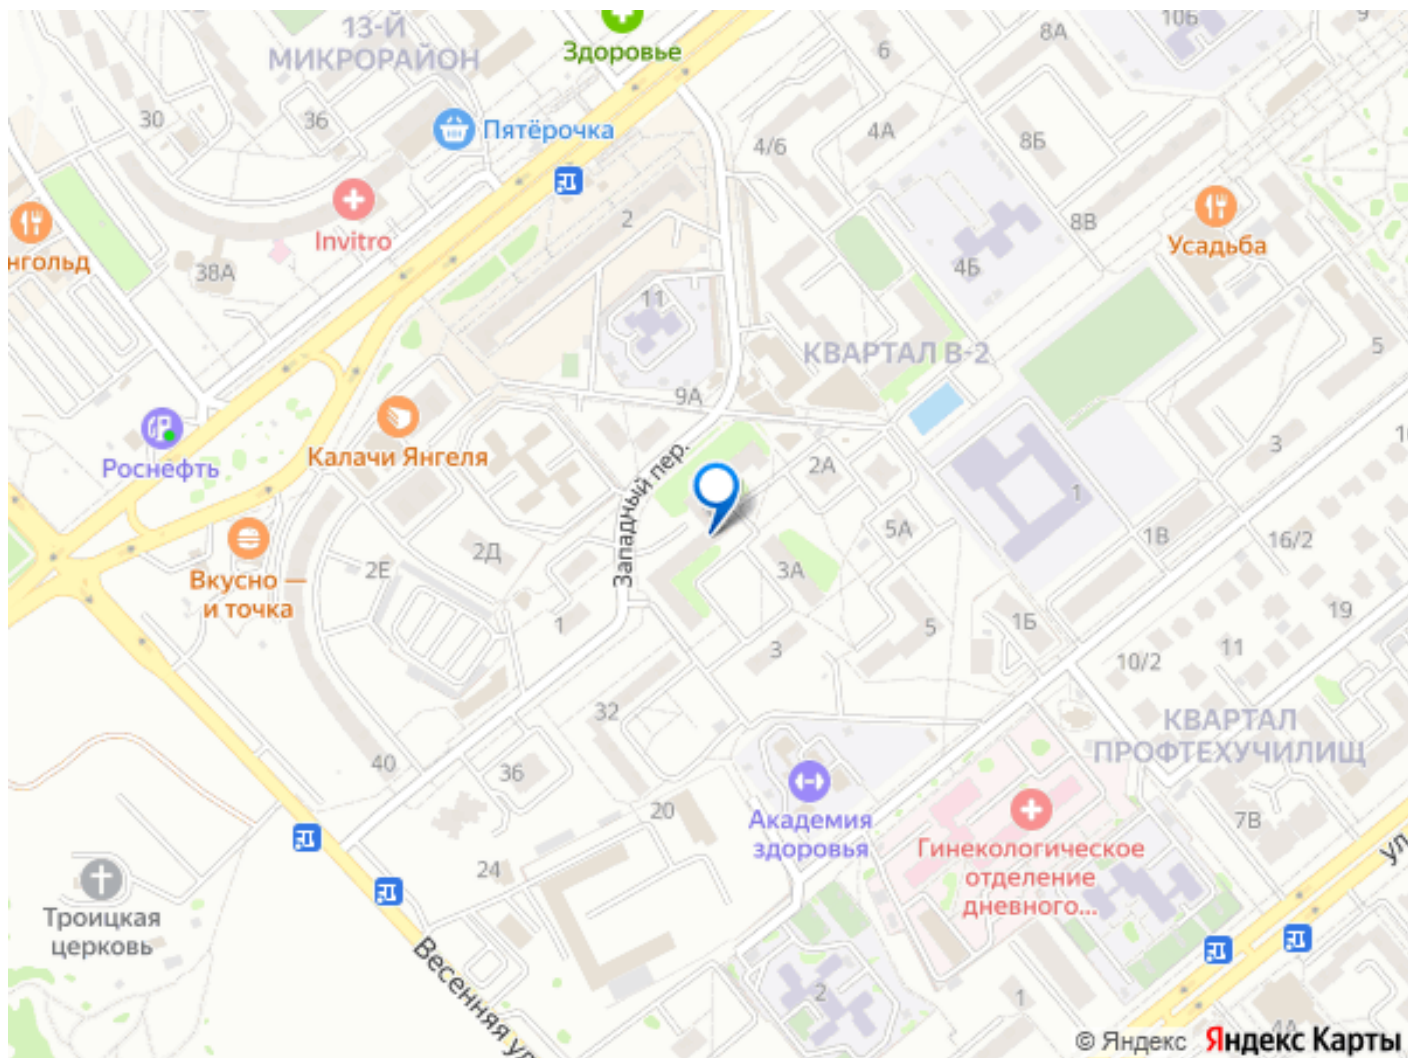 13-Й
МИКРОРАЙОН
Здоровье
10Б
9
8А
6
30
36
Пятёрочка
4А
4/6
8Б
Invitro
2
8В
Усадьба
нгольд
38А
4Б
11
КВАРТАЛ В-2
5
9А
Калачи Янгеля
Роснефть
Западный пер.
2А
3
1
5А
1В
16/2
Вкусно —
и точка
2Е
2Д
3А
1
5
1Б
19
3
10/2
11
32
КВАРТАЛ
ПРОФТЕХУЧИЛИЩ
40
36
20
Академия
здоровья
7В
Гинекологическое
отделение
дневного...
ул
24
Троицкая
церковь
Весенняя ул
2
1
4А
© Яндекс Яндекс Карты